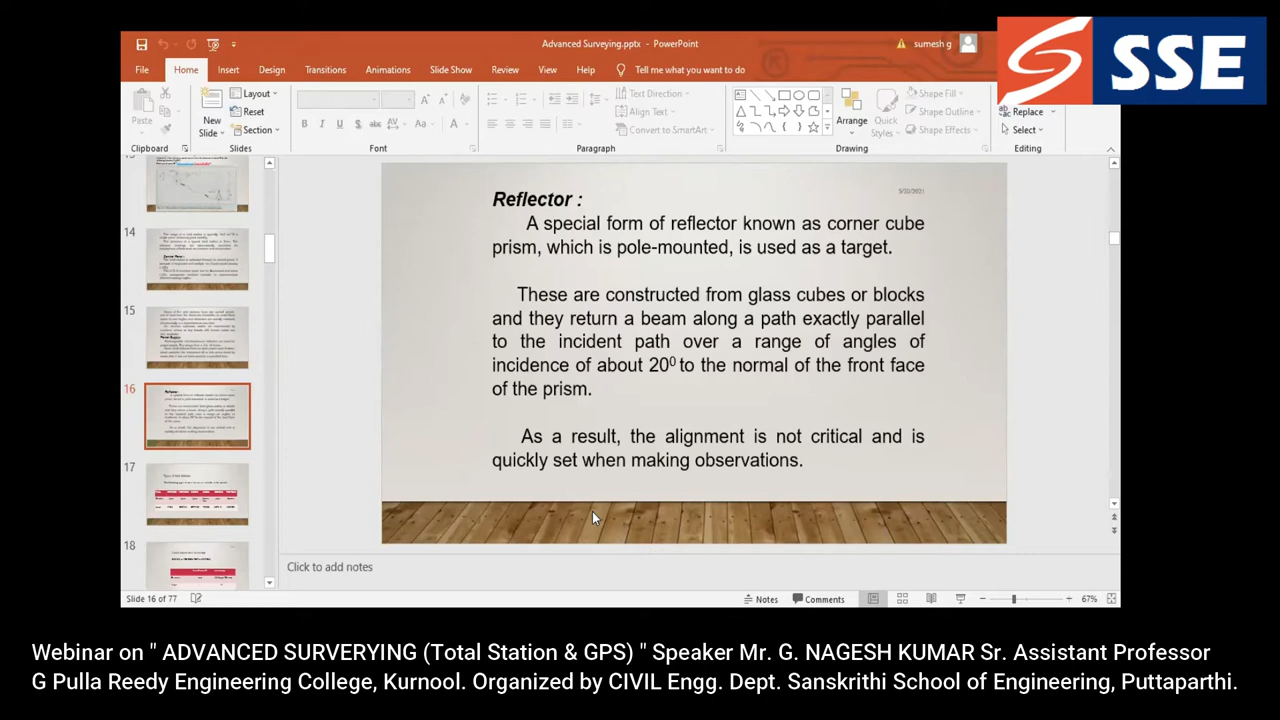 SSE
Advanced Surveying.pptx - PowerPoint
sumesh g
File Home Insert Design Transitions Animations Slide Show Review View Help Tell me what you want to do
Paste
New
Slide
Layout
Reset
Section
B I U S abc AV Aa A
Text Direction
Align Text
Convert to SmartArt
Arrange
Quick
Styles
Shape Fill
Shape Outline
Shape Effects
Replace
Select
Clipboard Slides Font Paragraph Drawing Editing
14
15
16
17
18
5/20/2021
Reflector :
A special form of reflector known as corner cube
prism, which is pole-mounted, is used as a target.
These are constructed from glass cubes or blocks
and they return a beam along a path exactly parallel
to the incident path over a range of angles of
incidence of about 20⁰ to the normal of the front face
of the prism.
As a result, the alignment is not critical and is
quickly set when making observations.
Click to add notes
Slide 16 of 77
Notes Comments 67%
Webinar on " ADVANCED SURVERYING (Total Station & GPS) " Speaker Mr. G. NAGESH KUMAR Sr. Assistant Professor
G Pulla Reedy Engineering College, Kurnool. Organized by CIVIL Engg. Dept. Sanskrithi School of Engineering, Puttaparthi.